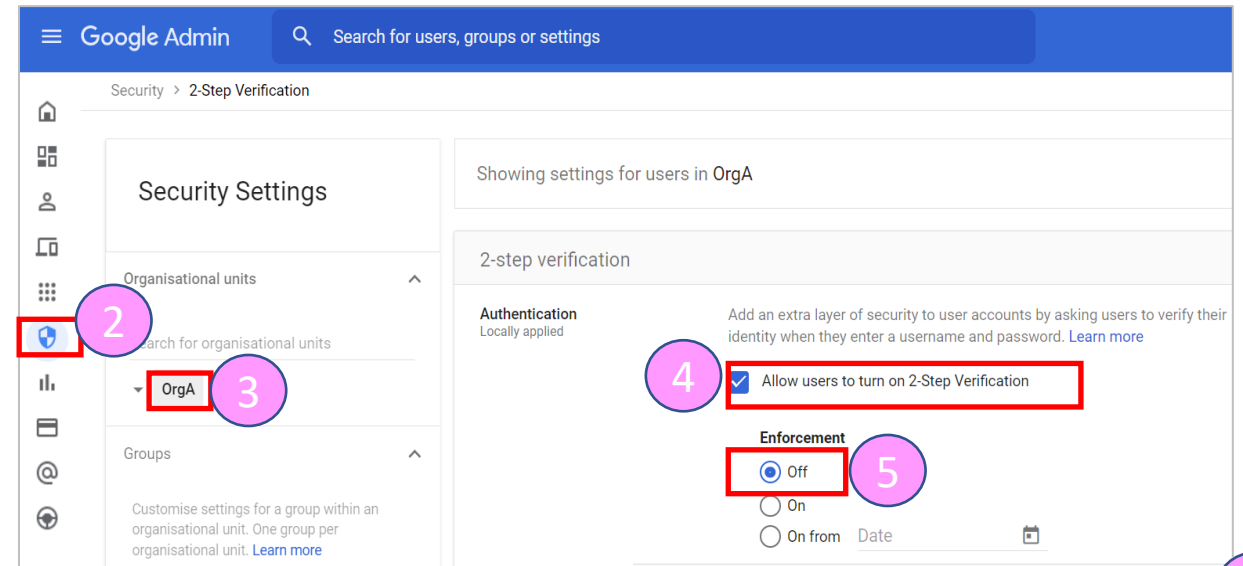 Google Admin
Search for users, groups or settings
Security > 2-Step Verification
Security Settings
Showing settings for users in OrgA
Organisational units
2
earch for organisational units
OrgA
3
Groups
Customise settings for a group within an
organisational unit. One group per
organisational unit. Learn more
2-step verification
Authentication
Locally applied
Add an extra layer of security to user accounts by asking users to verify their
identity when they enter a username and password. Learn more
4
Allow users to turn on 2-Step Verification
Enforcement
Off
5
On
On from Date